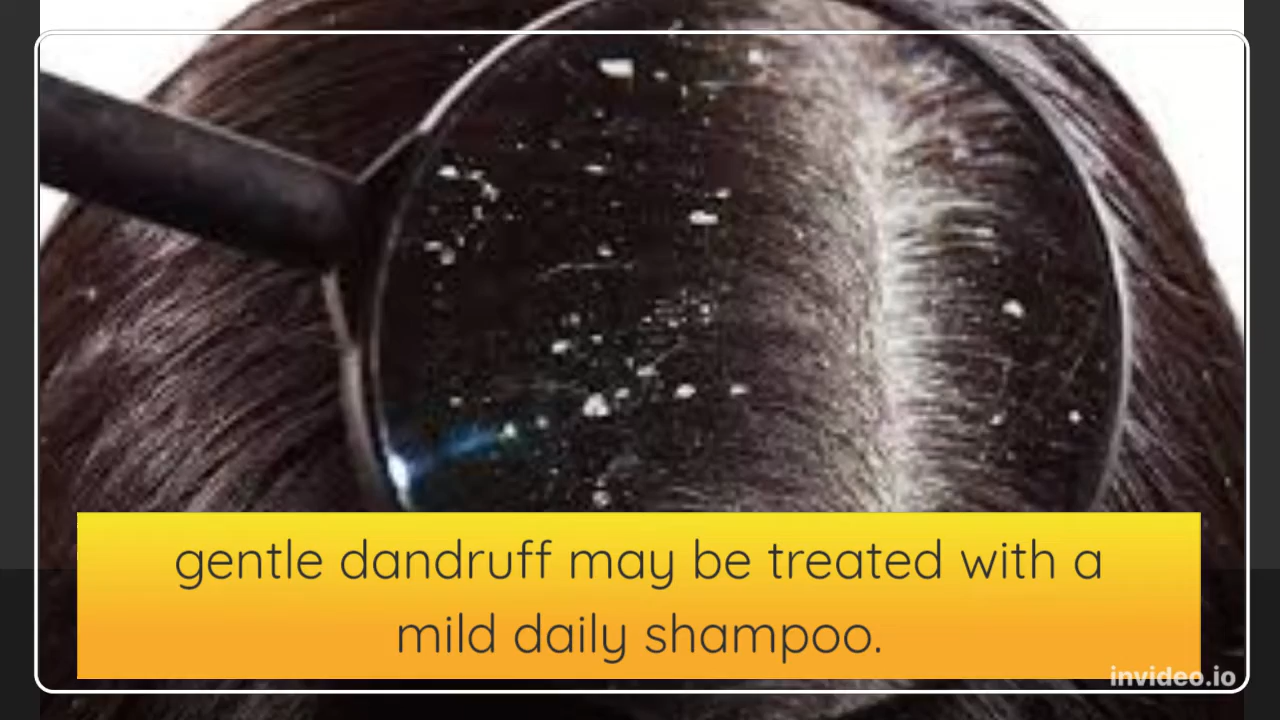 gentle dandruff may be treated with a
mild daily shampoo.
invideo.io